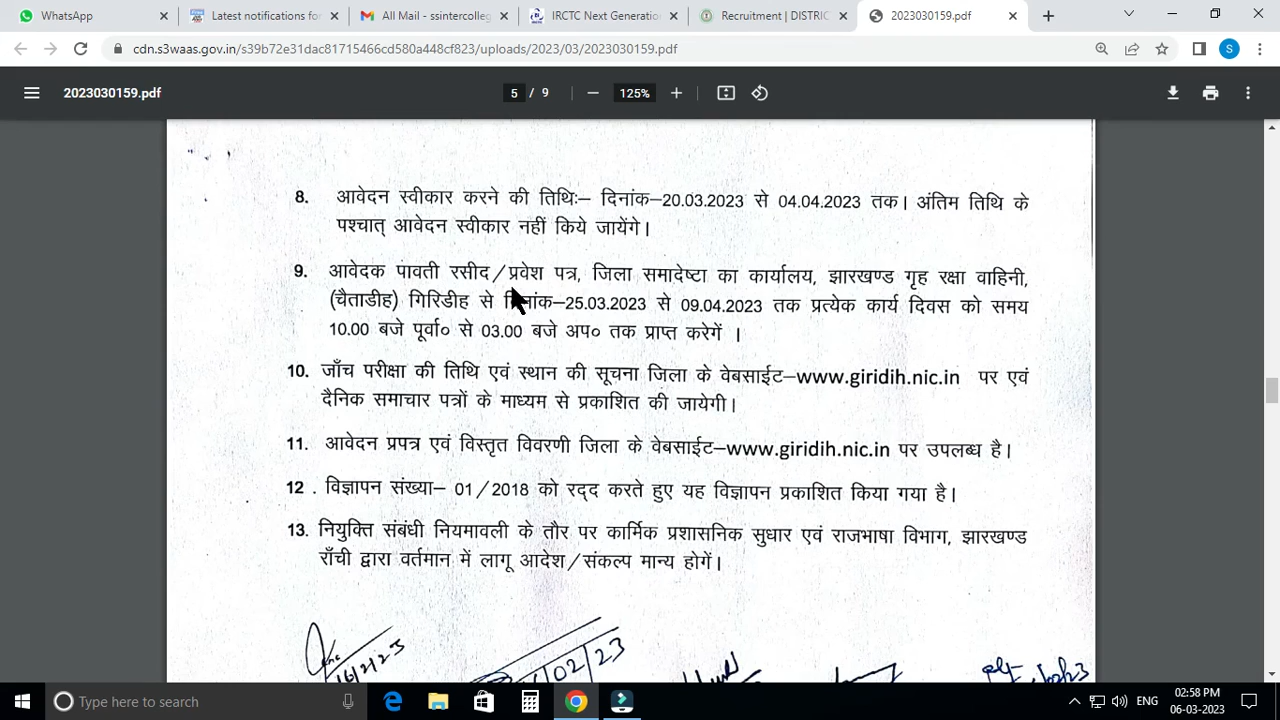 WhatsApp
Latest notifications for
All Mail - ssintercolleg
IRCTC Next Generation
Recruitment | DISTRIC
2023030159.pdf
cdn.s3waas.gov.in/s39b72e31dac81715466cd580a448cf823/uploads/2023/03/2023030159.pdf
S
2023030159.pdf
5 / 9
125%
8. आवेदन स्वीकार करने की तिथिः– दिनांक–20.03.2023 से 04.04.2023 तक। अंतिम तिथि के
पश्चात् आवेदन स्वीकार नहीं किये जायेंगे।
9. आवेदक पावती रसीद/प्रवेश पत्र, जिला समादेष्टा का कार्यालय, झारखण्ड गृह रक्षा वाहिनी,
(चैताडीह) गिरिडीह से दिनांक–25.03.2023 से 09.04.2023 तक प्रत्येक कार्य दिवस को समय
10.00 बजे पूर्वा० से 03.00 बजे अप० तक प्राप्त करेगें ।
10. जाँच परीक्षा की तिथि एवं स्थान की सूचना जिला के वेबसाईट–www.giridih.nic.in पर एवं
दैनिक समाचार पत्रों के माध्यम से प्रकाशित की जायेगी।
11. आवेदन प्रपत्र एवं विस्तृत विवरणी जिला के वेबसाईट–www.giridih.nic.in पर उपलब्ध है।
12 . विज्ञापन संख्या– 01/2018 को रद्द करते हुए यह विज्ञापन प्रकाशित किया गया है।
13. नियुक्ति संबंधी नियमावली के तौर पर कार्मिक प्रशासनिक सुधार एवं राजभाषा विभाग, झारखण्ड
राँची द्वारा वर्तमान में लागू आदेश/संकल्प मान्य होगें।
Type here to search
ENG
02:58 PM
06-03-2023